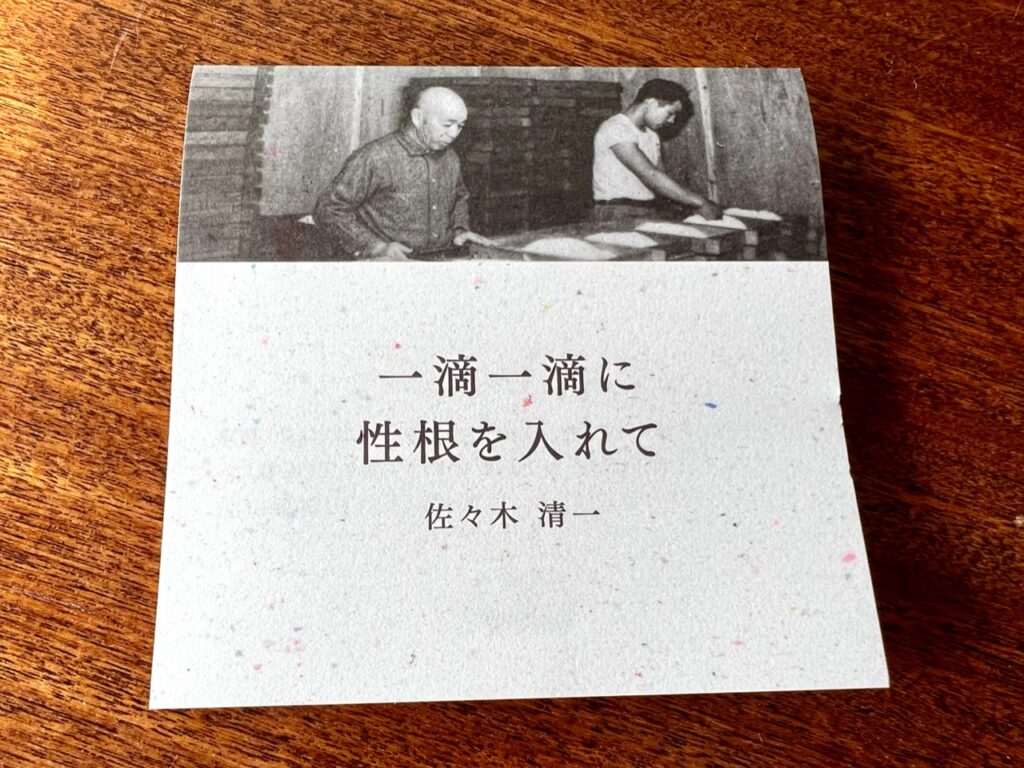 一滴一滴に
性根を入れて
佐々木 清一